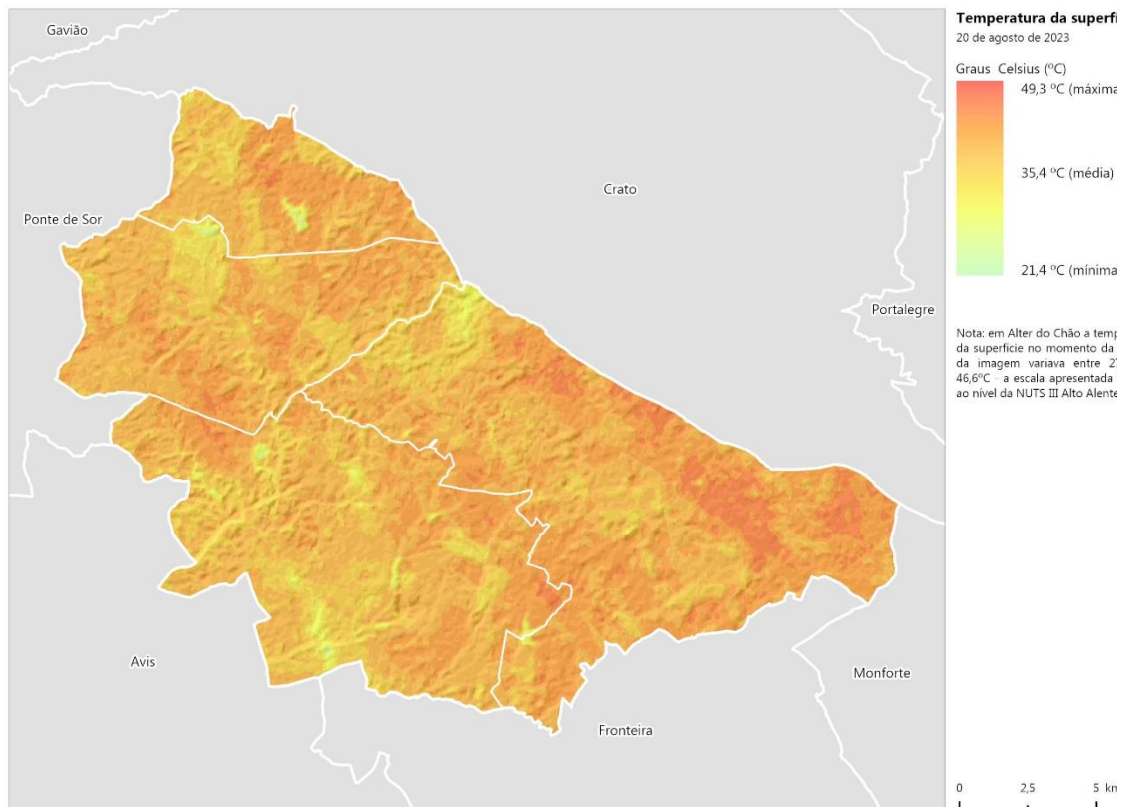 Gavião
Ponte de Sor
Crato
Portalegre
Avis
Monforte
Fronteira
Temperatura da superfí
20 de agosto de 2023
Graus Celsius (ºC)
49,3 ºC (máxima
35,4 ºC (média)
21,4 ºC (mínima
Nota: em Alter do Chão a temp
da superfície no momento da
da imagem variava entre
46,6ºC - a escala apresentada
ao nível da NUTS III Alto Alente
0 2,5 5 km